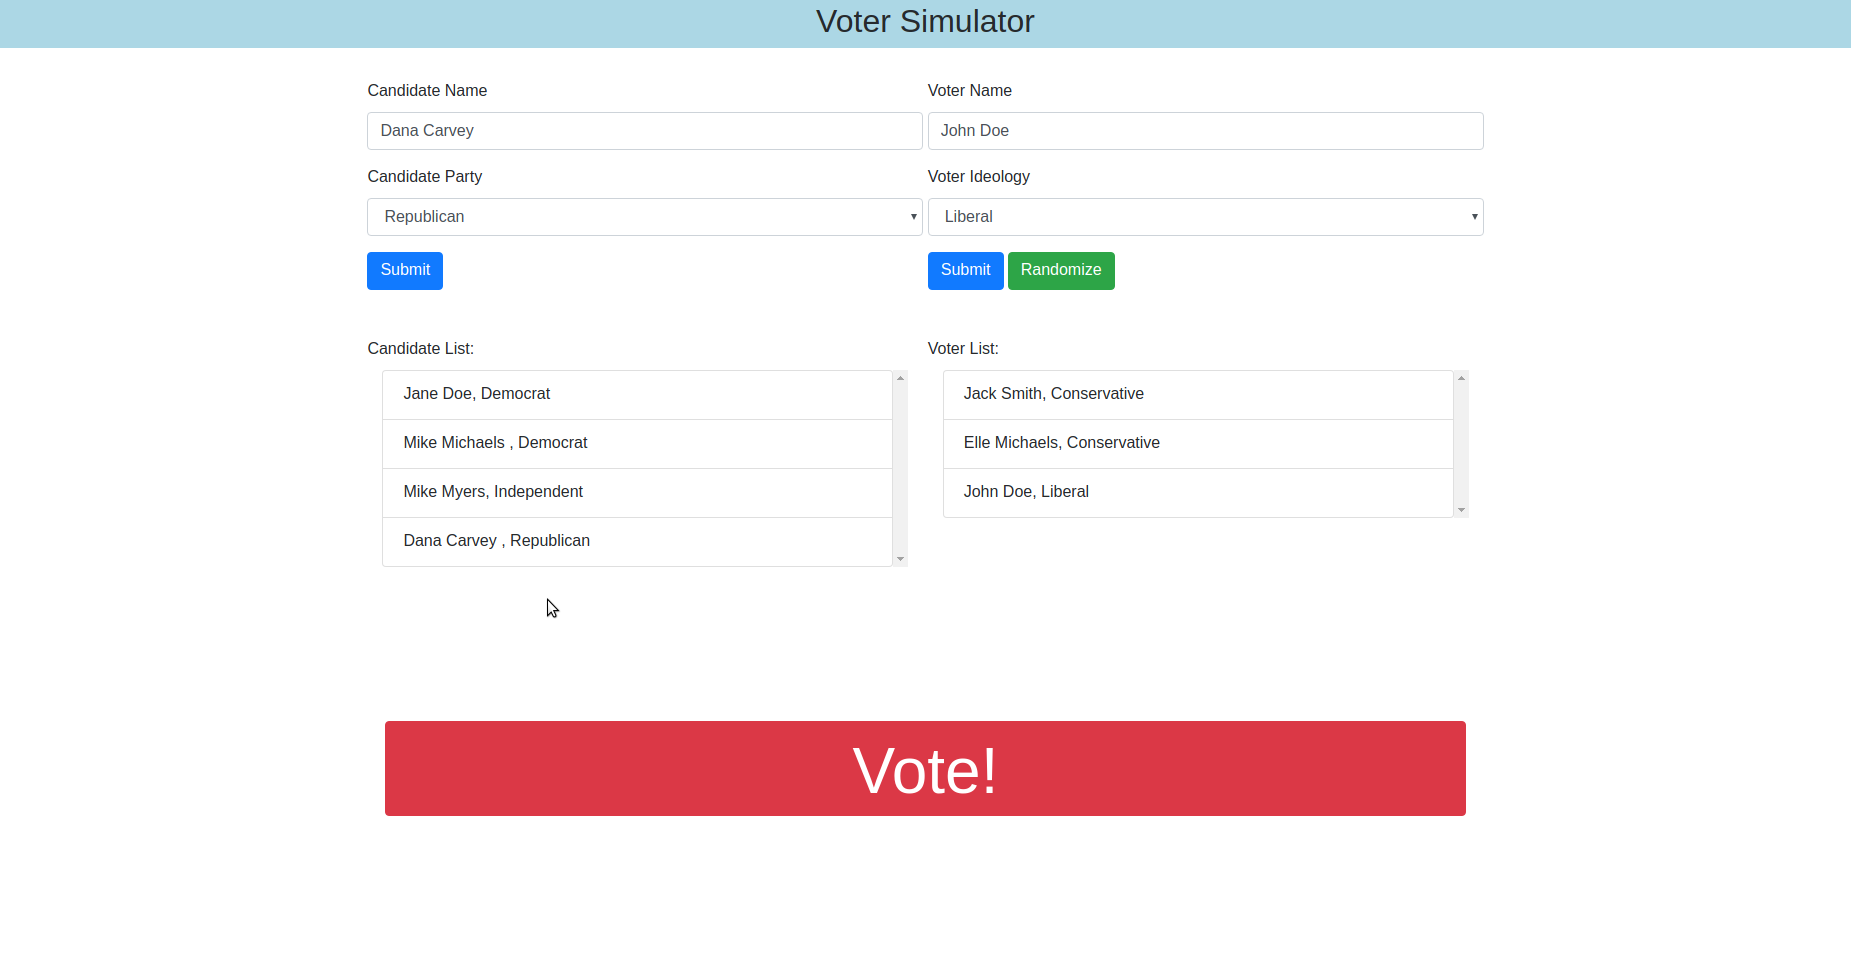 Voter Simulator
Candidate Name
Dana Carvey
Candidate Party
Republican
Submit
Voter Name
John Doe
Voter Ideology
Liberal
Submit Randomize
Candidate List:
Jane Doe, Democrat
Mike Michaels , Democrat
Mike Myers, Independent
Dana Carvey , Republican
Voter List:
Jack Smith, Conservative
Elle Michaels, Conservative
John Doe, Liberal
Vote!